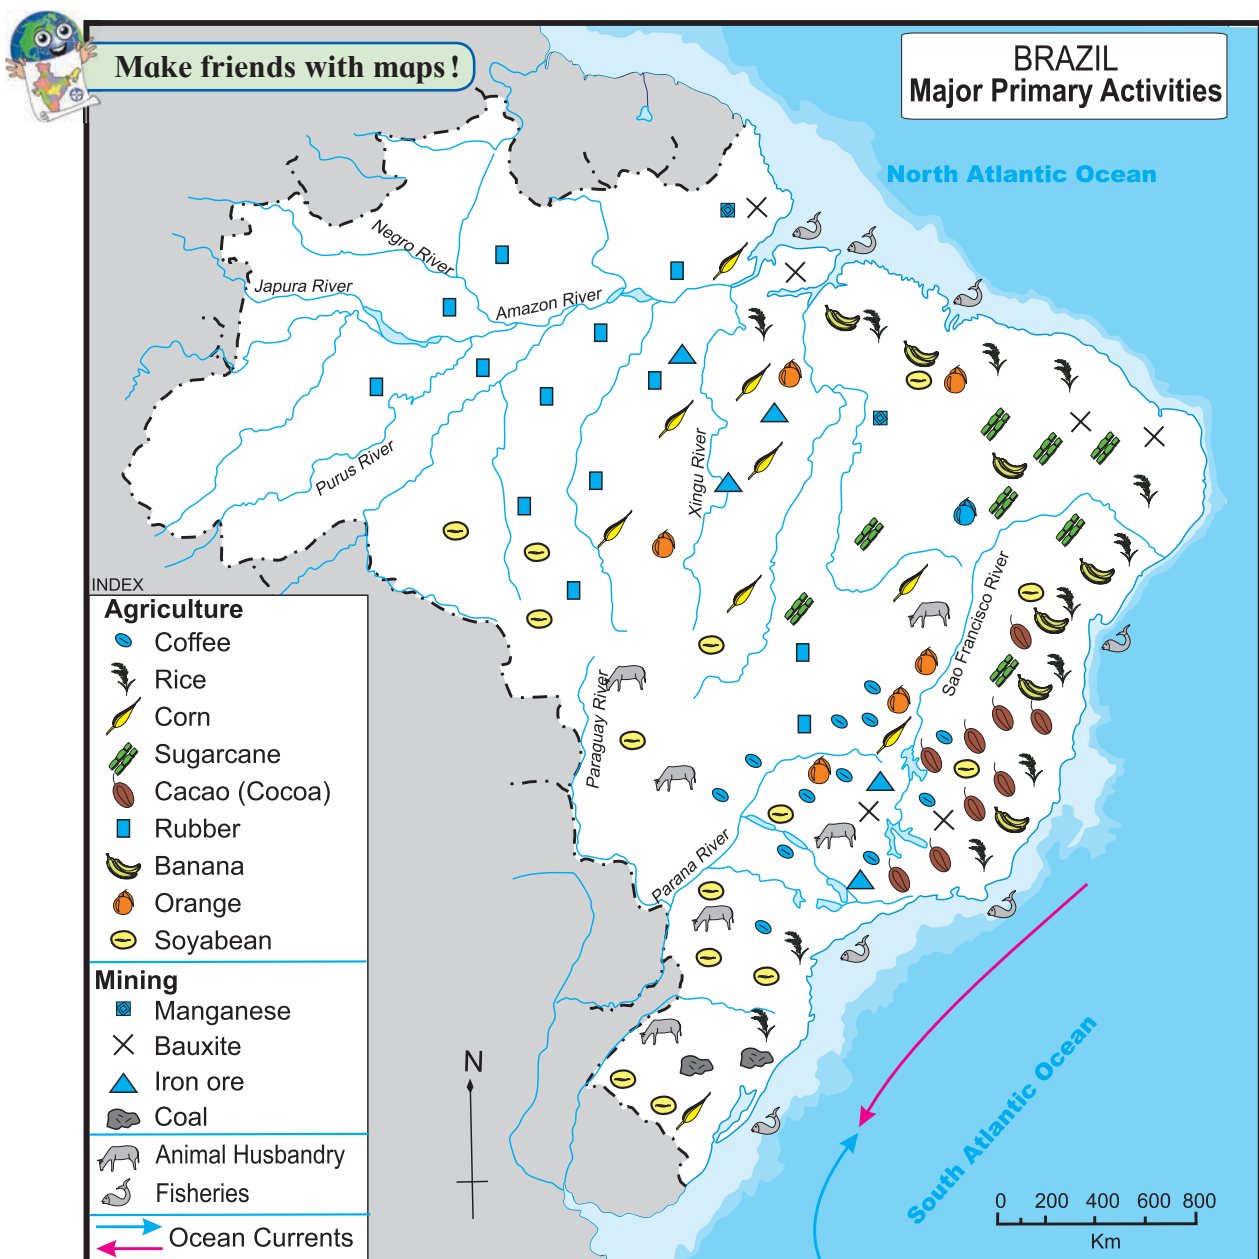 Make friends with maps!
BRAZIL
Major Primary Activities
North Atlantic Ocean
Negro River
Japura River
Amazon River
Purus River
Xingu River
Sao Francisco River
Paraguay River
Parana River
South Atlantic Ocean
INDEX
Agriculture
Coffee
Rice
Corn
Sugarcane
Cacao (Cocoa)
Rubber
Banana
Orange
Soyabean
Mining
Manganese
Bauxite
Iron ore
Coal
Animal Husbandry
Fisheries
Ocean Currents
N
0 200 400 600 800
Km